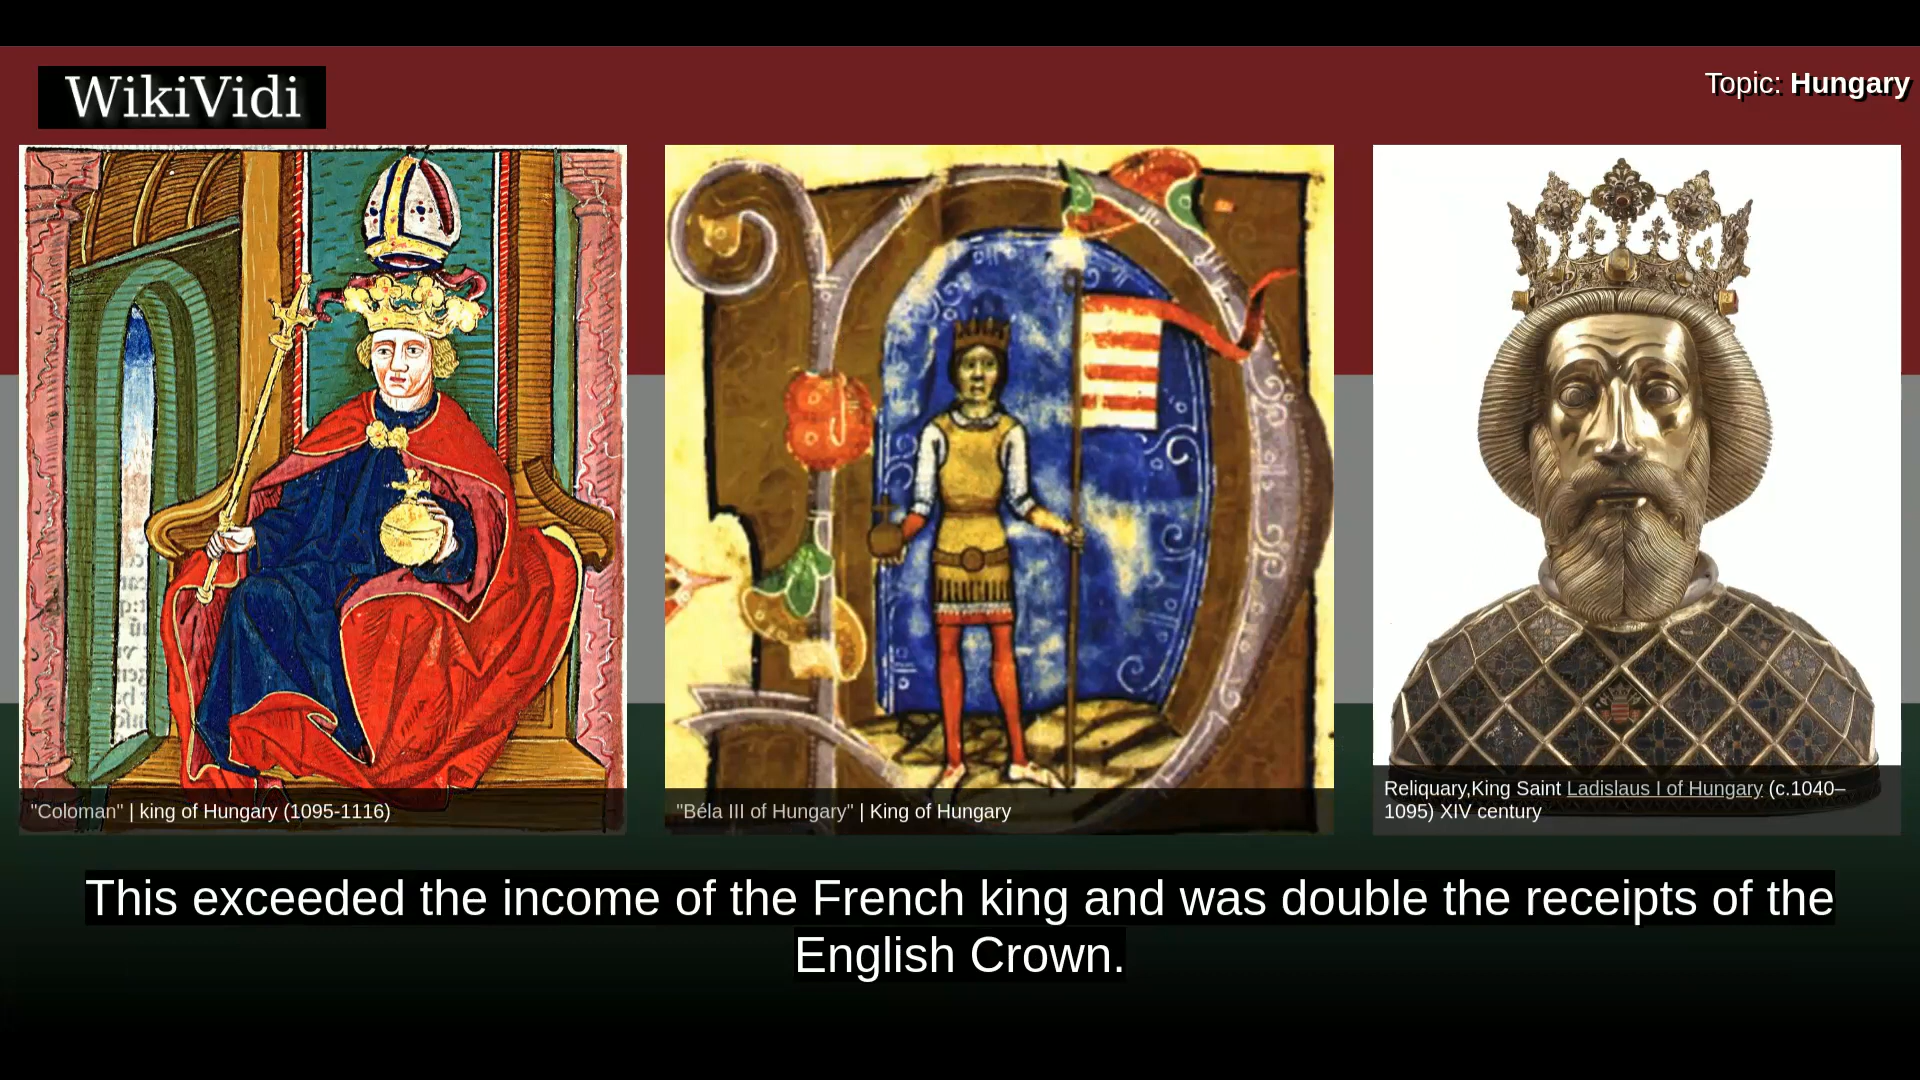 WikiVidi
Topic: Hungary
"Coloman" | king of Hungary (1095-1116)
"Béla III of Hungary" | King of Hungary
Reliquary,King Saint Ladislaus I of Hungary (c.1040–
1095) XIV century
This exceeded the income of the French king and was double the receipts of the
English Crown.